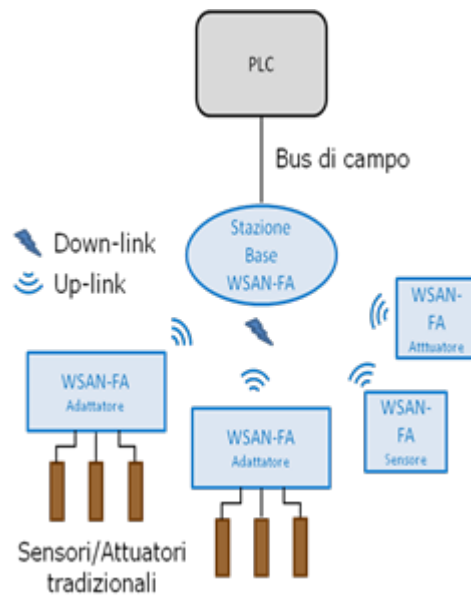 PLC
Bus di campo
Stazione
Base
WSAN-FA
Down-link
Up-link
WSAN-
FA
Atttuatore
WSAN-FA
Adattatore
WSAN-FA
Adattatore
WSAN-
FA
Sensore
Sensori/Attuatori
tradizionali